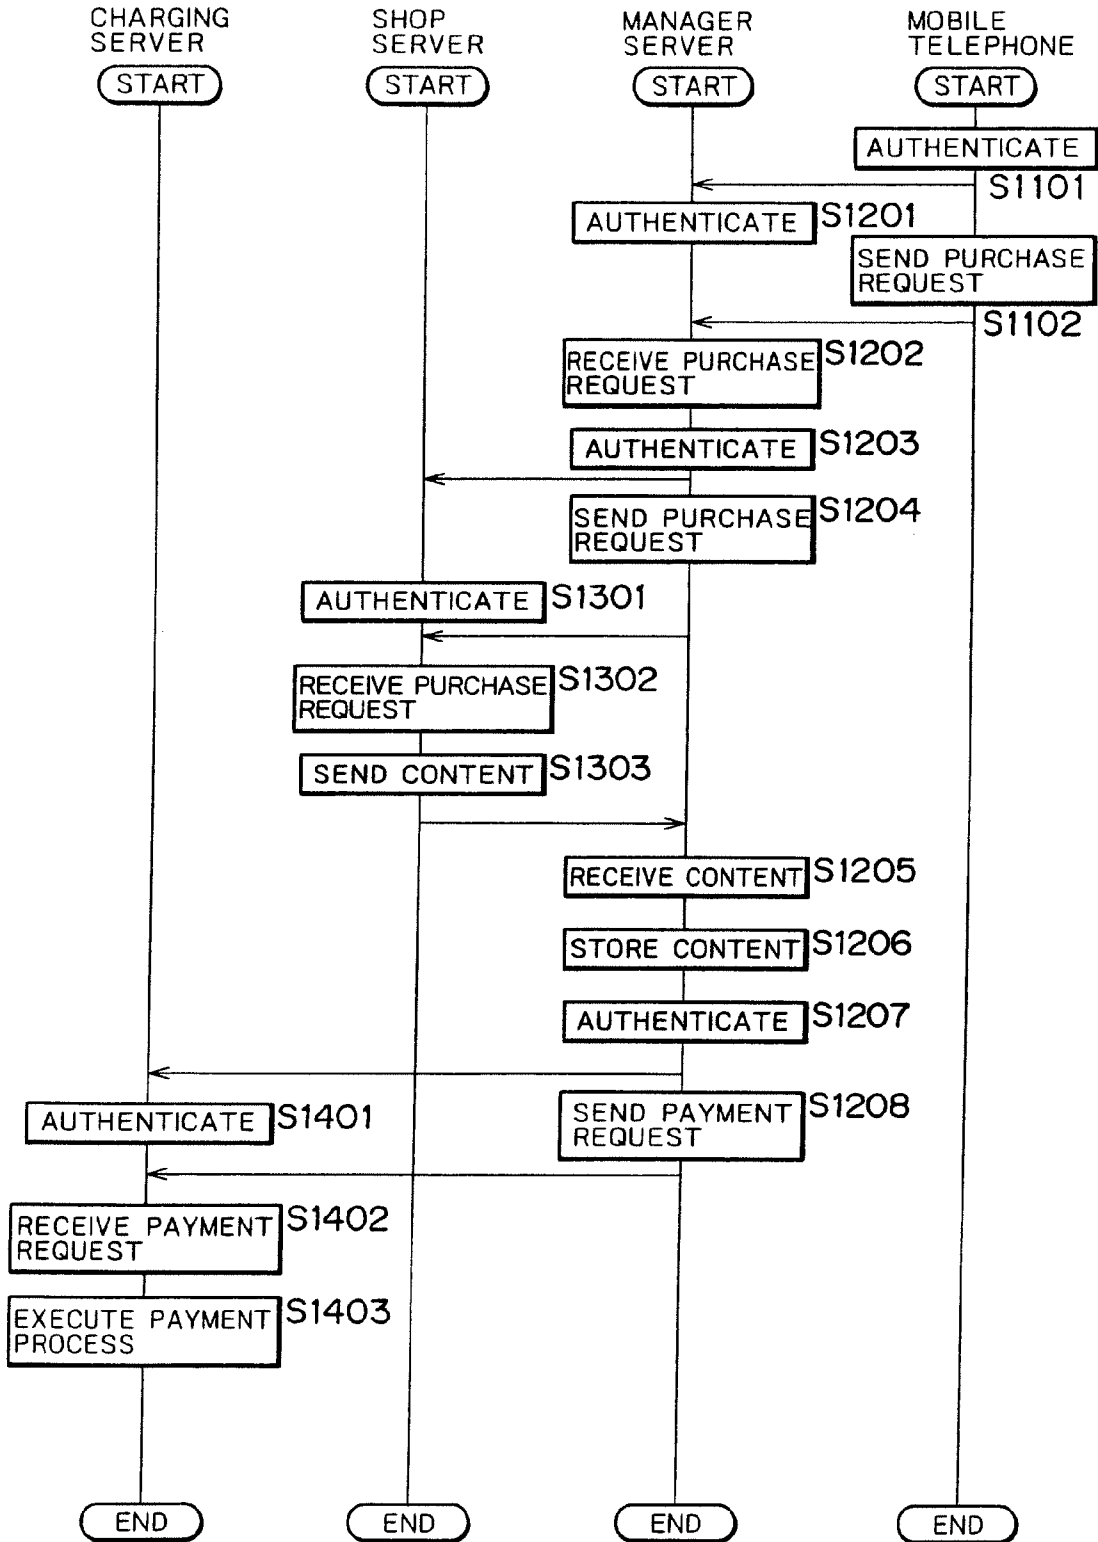 CHARGING
SERVER
SHOP
SERVER
MANAGER
SERVER
MOBILE
TELEPHONE
START
START
START
START
AUTHENTICATE
S1101
AUTHENTICATE
S1201
SEND PURCHASE
REQUEST
S1102
RECEIVE PURCHASE
REQUEST
S1202
AUTHENTICATE
S1203
SEND PURCHASE
REQUEST
S1204
AUTHENTICATE
S1301
RECEIVE PURCHASE
REQUEST
S1302
SEND CONTENT
S1303
RECEIVE CONTENT
S1205
STORE CONTENT
S1206
AUTHENTICATE
S1207
SEND PAYMENT
REQUEST
S1208
AUTHENTICATE
S1401
RECEIVE PAYMENT
REQUEST
S1402
EXECUTE PAYMENT
PROCESS
S1403
END
END
END
END